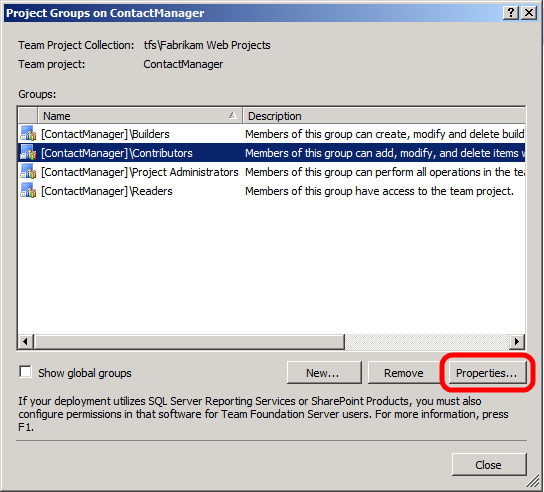 Project Groups on ContactManager
Team Project Collection: tfs\Fabrikam Web Projects
Team project: ContactManager
Groups:
Name Description
[ContactManager]\Builders Members of this group can create, modify and delete build
[ContactManager]\Contributors Members of this group can add, modify, and delete items w
[ContactManager]\Project Administrators Members of this group can perform all operations in the tea
[ContactManager]\Readers Members of this group have access to the team project.
Show global groups New... Remove Properties...
If your deployment utilizes SQL Server Reporting Services or SharePoint Products, you must also
configure permissions in that software for Team Foundation Server users. For more information, press
F1.
Close